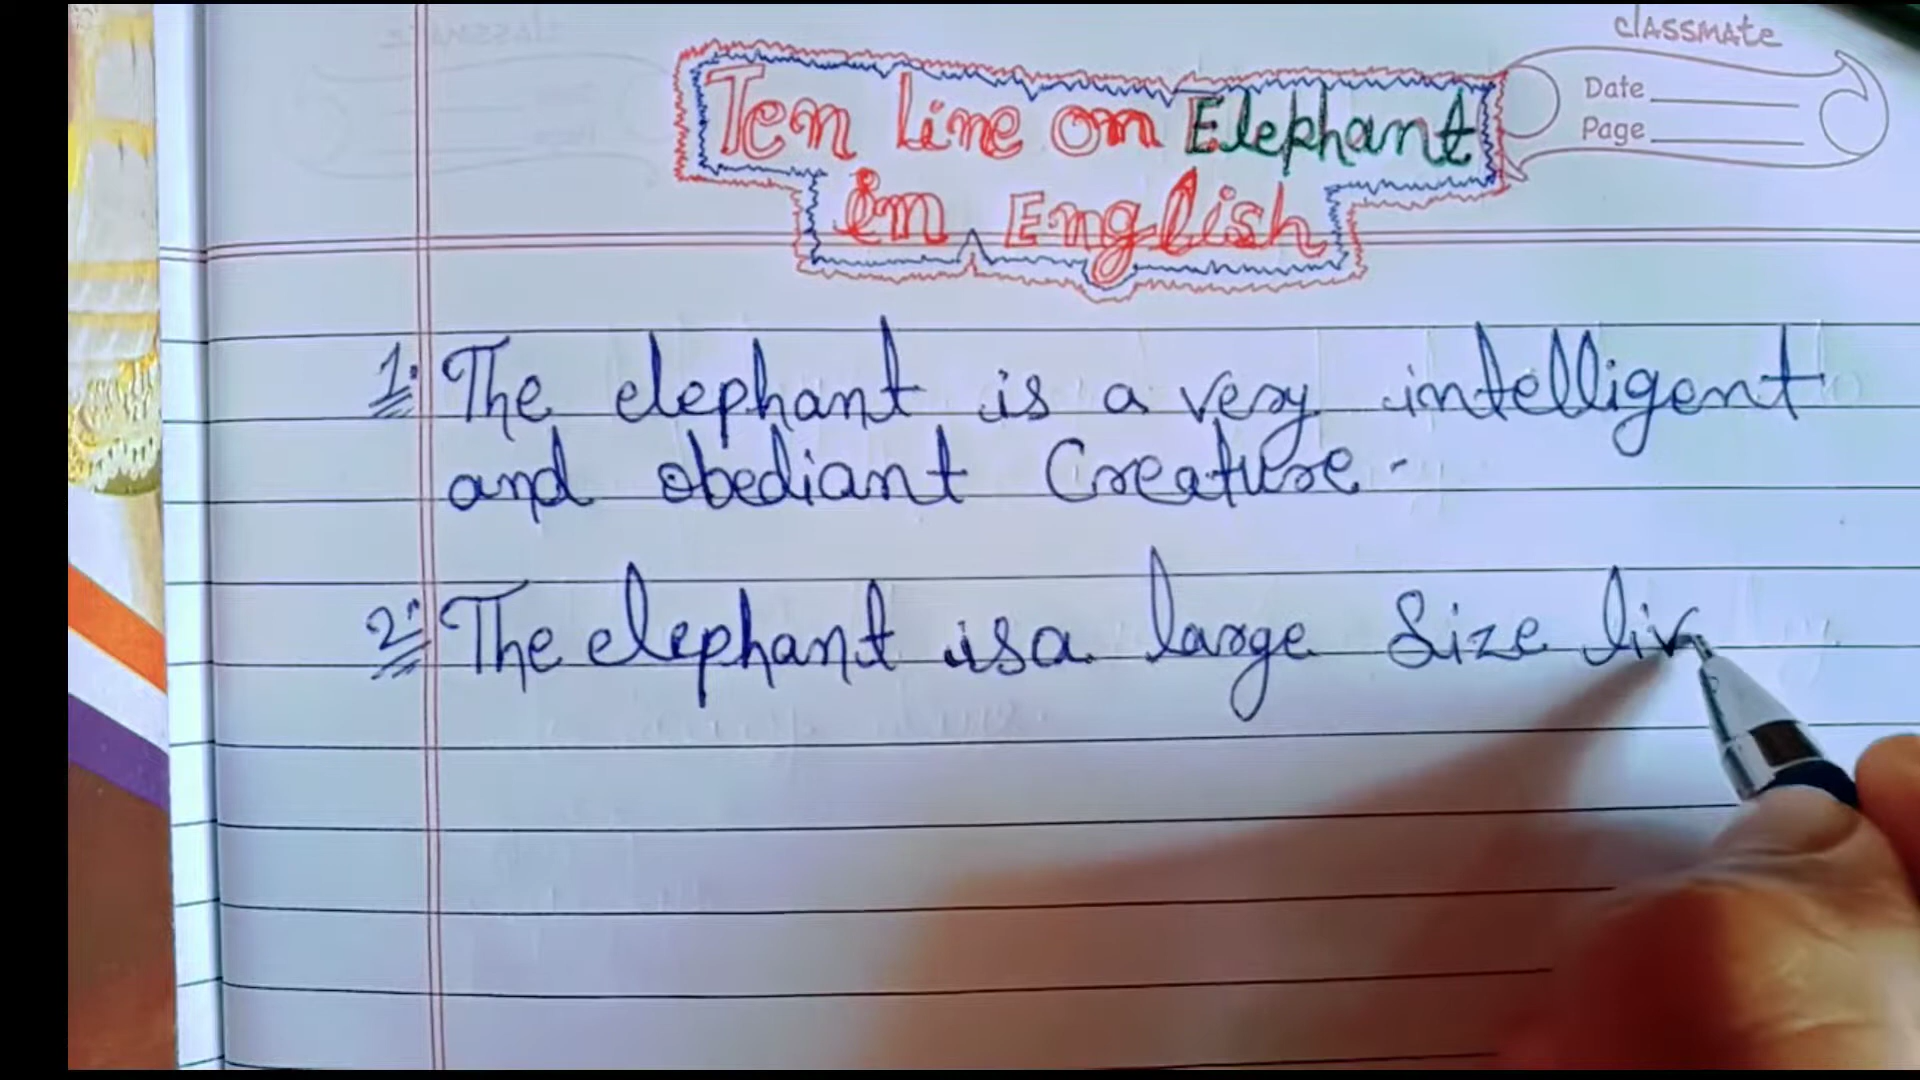 classmate
Date
Page
Ten line on Elephant
in English
1. The elephant is a very intelligent
and obediant Creature.
2. The elephant is a large Size liv